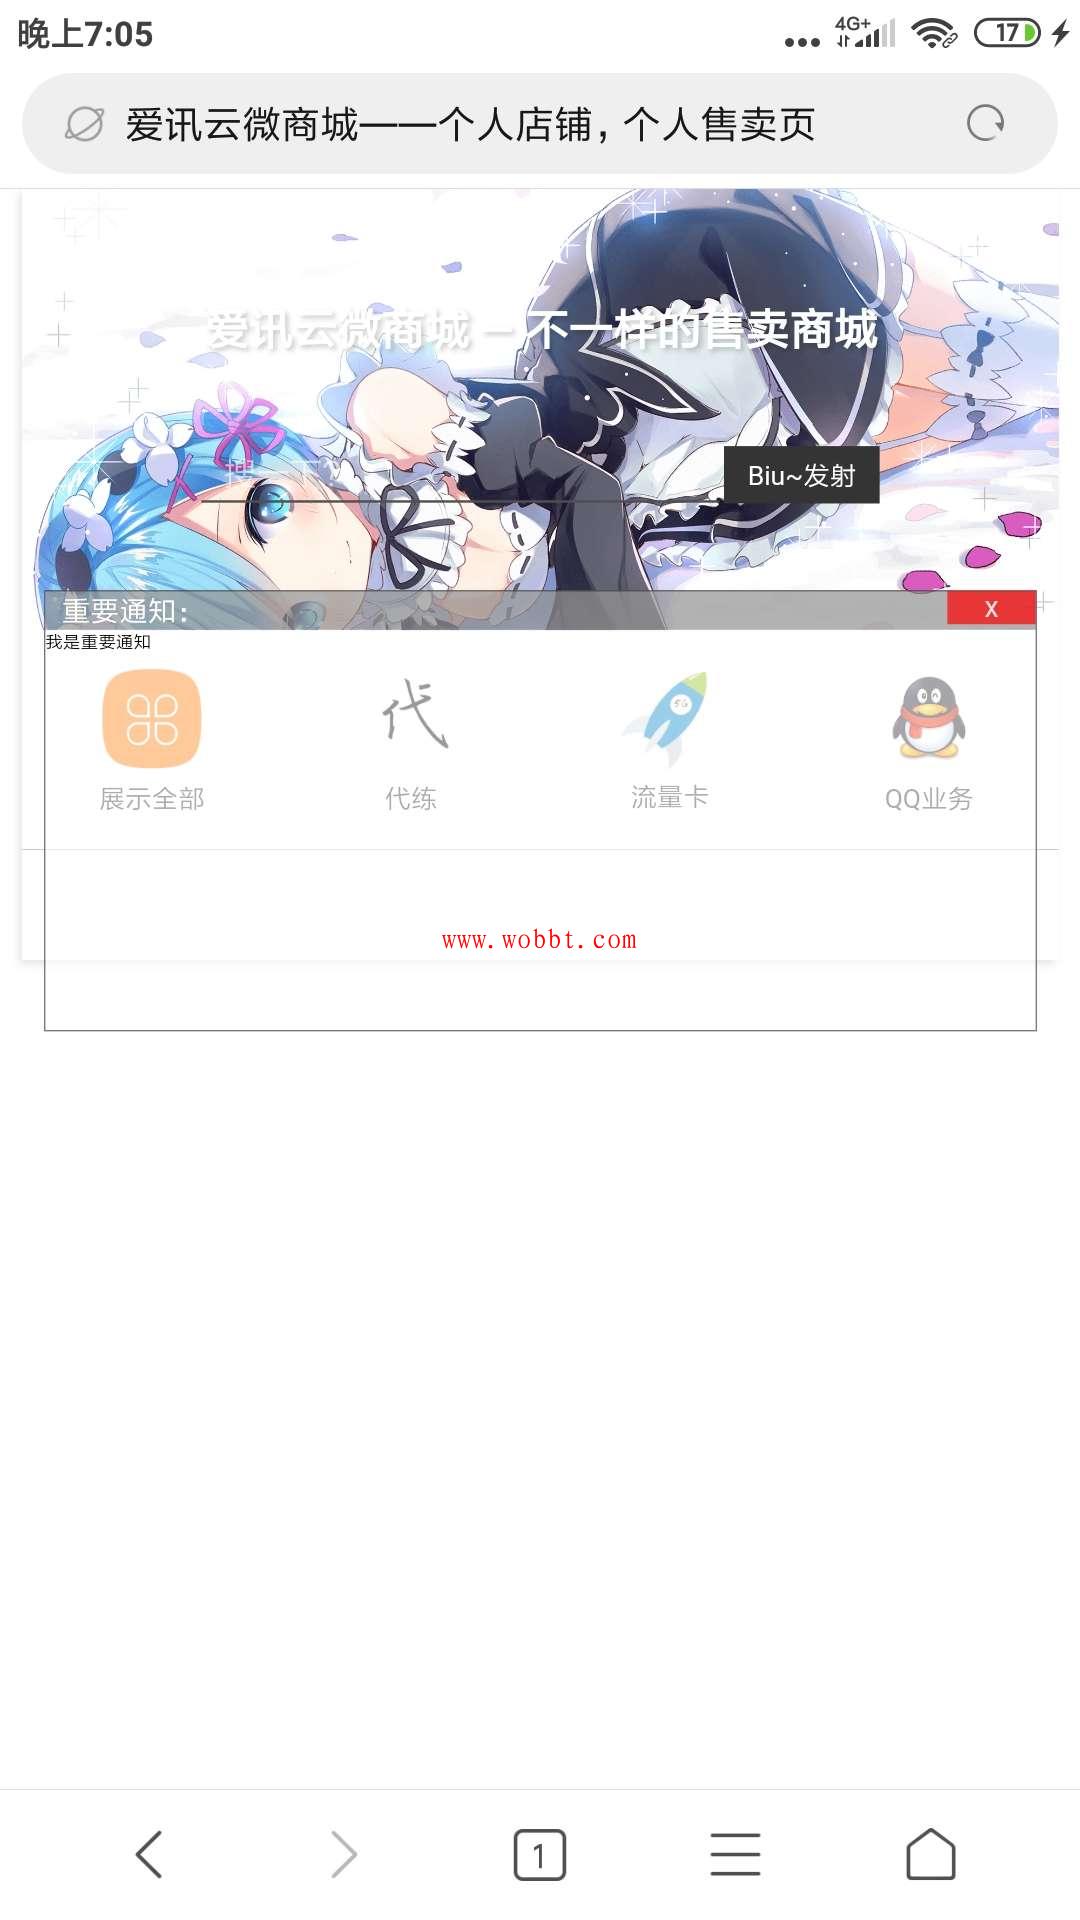 晚上7:05
4G+
17
爱讯云微商城——个人店铺，个人售卖页
爱讯云微商城 - 不一样的售卖商城
搜一下~
Biu~发射
重要通知：
X
我是重要通知
5G
代
展示全部
代练
流量卡
QQ业务
www.wobbt.com
1